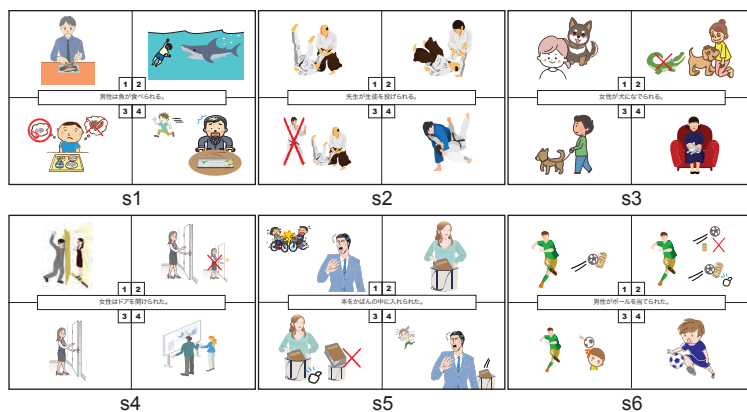 1 2
男性は魚が食べられる。
3 4
s1
1 2
先生が生徒を投げられる。
3 4
s2
1 2
女性が犬になでられる。
3 4
s3
1 2
女性はドアを開けられた。
3 4
s4
1 2
本をかばんの中に入れられた。
3 4
s5
1 2
男性がボールを当てられた。
3 4
s6